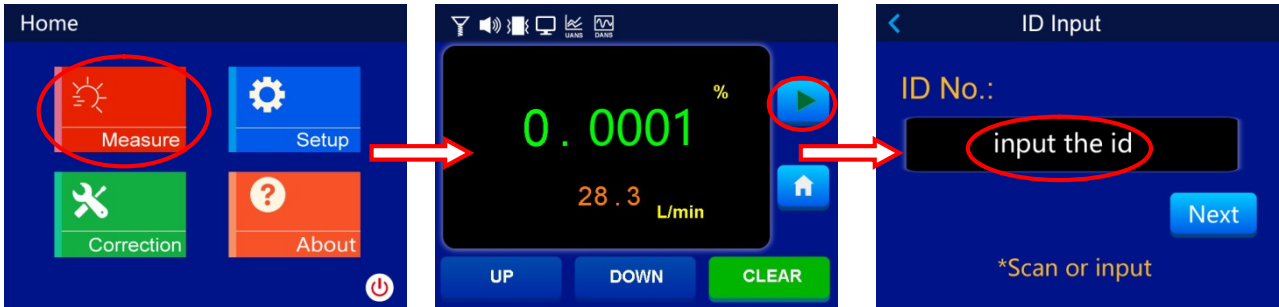 Home
Measure
Setup
Correction
?
About
UANS
DANS
%
0.0001
28.3
L/min
UP
DOWN
CLEAR
ID Input
ID No.:
input the id
Next
*Scan or input